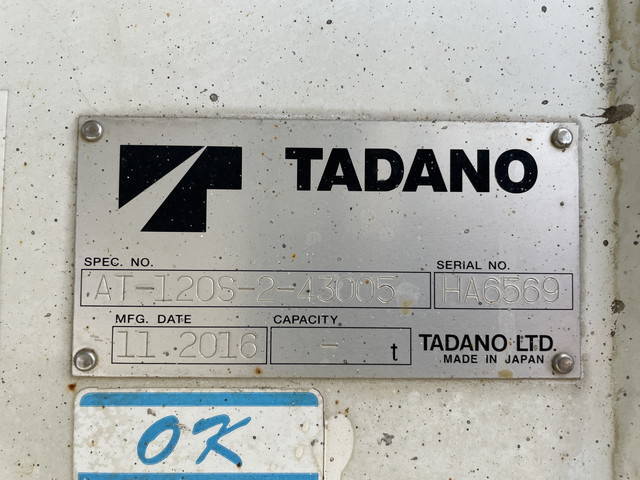 TADANO
SPEC. NO. SERIAL NO.
AT-120S-2-43005 HA6569
MFG. DATE CAPACITY
11 2016 - t TADANO LTD.
MADE IN JAPAN
OK